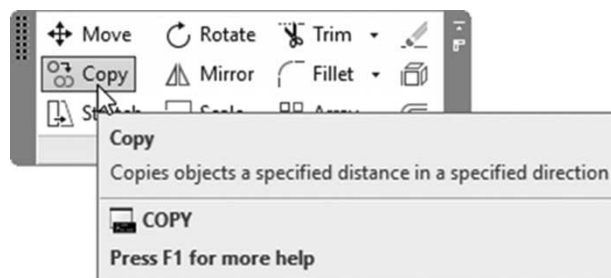 Move Rotate Trim
Copy Mirror Fillet
Copy
Copies objects a specified distance in a specified direction
COPY
Press F1 for more help